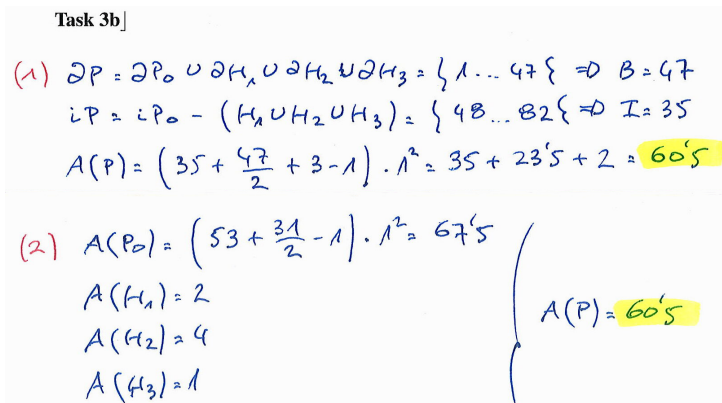 Task 3b
(1) ∂P = ∂P₀ ∪ ∂H₁ ∪ ∂H₂ ∪ ∂H₃ = { 1 ... 47 { ⇒ B = 47
iP = iP₀ - (H₁ ∪ H₂ ∪ H₃) = { 48 ... 82 { ⇒ I = 35
A(P) = (35 + 47/2 + 3 - 1) · 1² = 35 + 23'5 + 2 = 60'5
(2) A(P₀) = (53 + 31/2 - 1) · 1² = 67'5
A(H₁) = 2
A(P) = 60'5
A(H₂) = 4
A(H₃) = 1